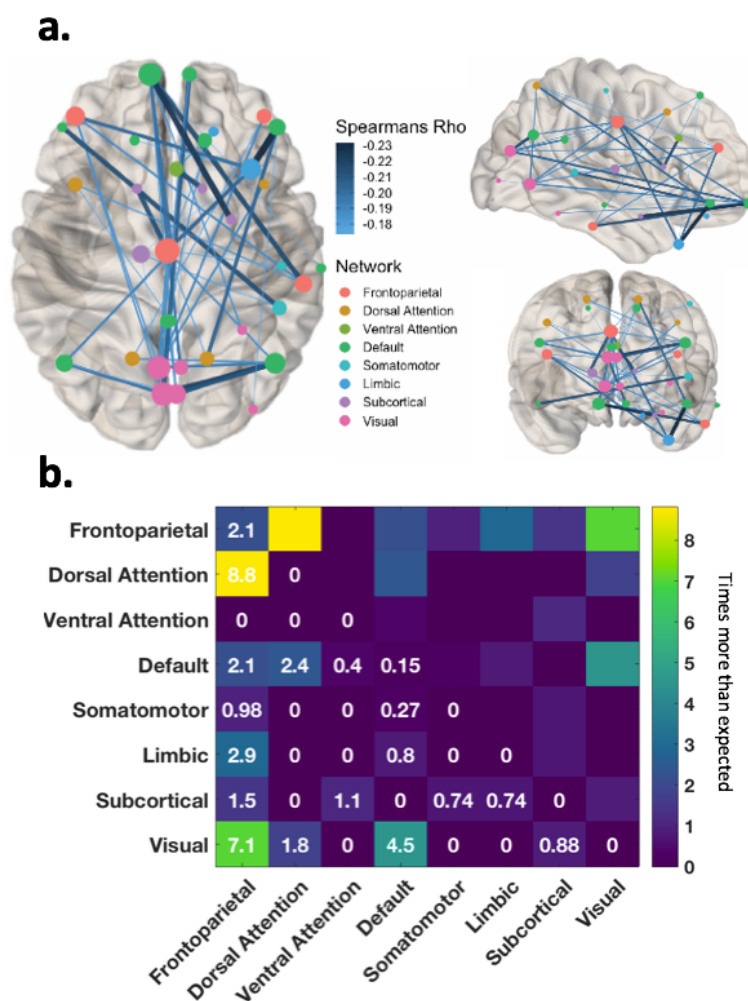 a.
Spearmans Rho
-0.23
-0.22
-0.21
-0.20
-0.19
-0.18
Network
Frontoparietal
Dorsal Attention
Ventral Attention
Default
Somatomotor
Limbic
Subcortical
Visual
b.
Frontoparietal 2.1
Dorsal Attention 8.8 0
Ventral Attention 0 0 0
Default 2.1 2.4 0.4 0.15
Somatomotor 0.98 0 0 0.27 0
Limbic 2.9 0 0 0.8 0 0
Subcortical 1.5 0 1.1 0 0.74 0.74 0
Visual 7.1 1.8 0 4.5 0 0 0.88 0
Frontoparietal
Dorsal Attention
Ventral Attention
Default
Somatomotor
Limbic
Subcortical
Visual
8
7
6
5
4
3
2
1
0
Times more than expected